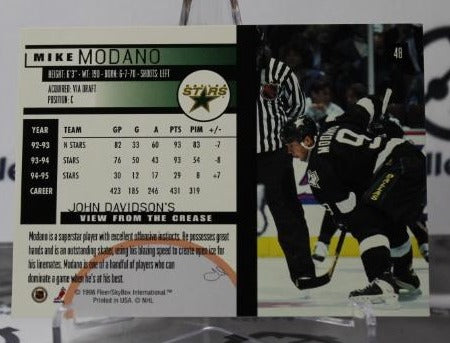 MIKE MODANO
HEIGHT: 6'3" • WT: 190 • BORN: 6-7-70 • SHOOTS: LEFT
ACQUIRED: VIA DRAFT
POSITION: C
STARS
48
YEAR TEAM GP G A PTS PIM +/-
92-93 N STARS 82 33 60 93 83 -7
93-94 STARS 76 50 43 93 54 -8
94-95 STARS 30 12 17 29 8 +7
CAREER 423 185 246 431 319
JOHN DAVIDSON'S
VIEW FROM THE CREASE
Modano is a superstar player with excellent offensive instincts. He possesses great
hands and is an outstanding skater, using his blazing speed to create open ice for
his linemates. Modano is one of a handful of players who can
dominate a game when he's at his best.
© 1996 Fleer/SkyBox International™
Printed in USA. © NHL
MODANO
9